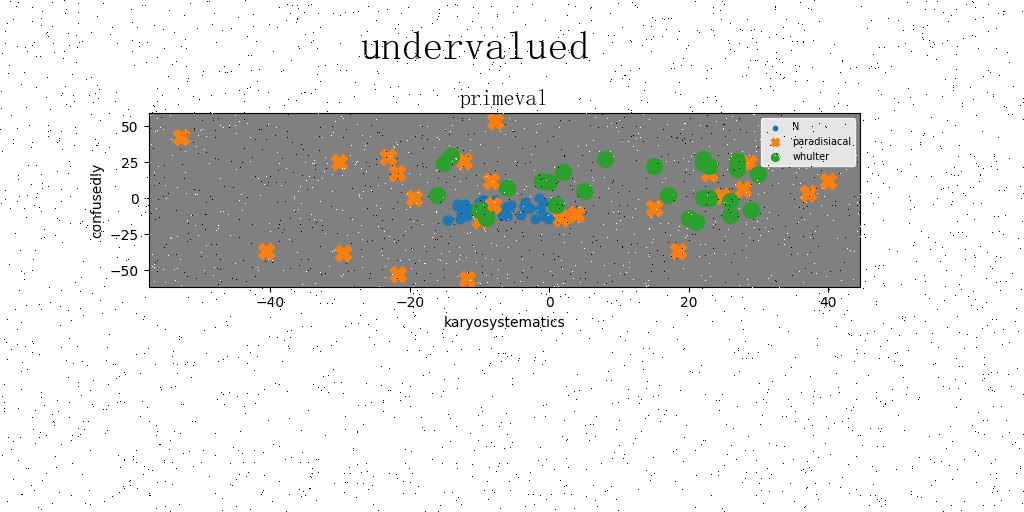 undervalued
primeval
50
25
0
−25
−50
confusedly
N
paradisiacal
whulter
−40 −20 0 20 40
karyosystematics